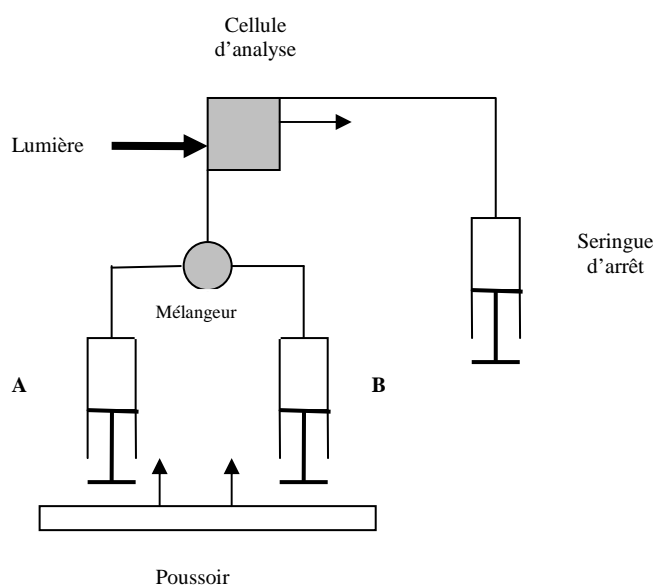 Cellule
d'analyse
Lumière
Seringue
d'arrêt
Mélangeur
A
B
Poussoir